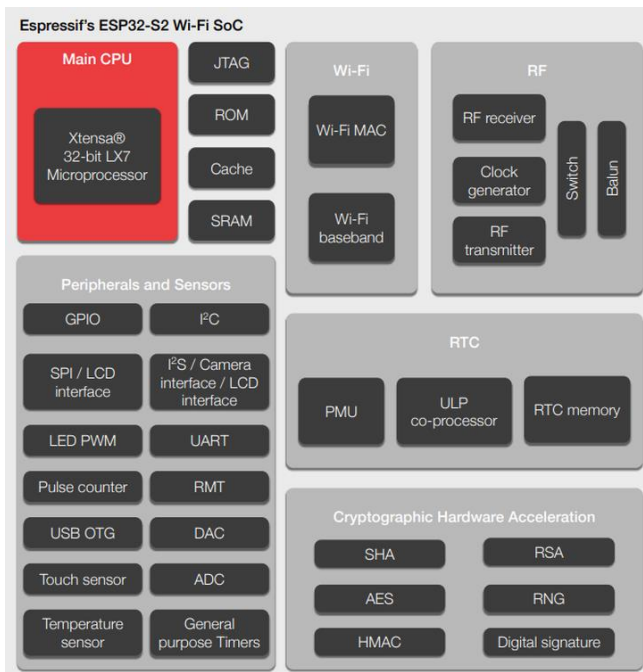 Espressif's ESP32-S2 Wi-Fi SoC
Main CPU
Xtensa®
32-bit LX7
Microprocessor
JTAG
ROM
Cache
SRAM
Wi-Fi
Wi-Fi MAC
Wi-Fi
baseband
RF
RF receiver
Clock
generator
RF
transmitter
Switch
Balun
Peripherals and Sensors
GPIO
I²C
SPI / LCD
interface
I²S / Camera
interface / LCD
interface
LED PWM
UART
Pulse counter
RMT
USB OTG
DAC
Touch sensor
ADC
Temperature
sensor
General
purpose Timers
RTC
PMU
ULP
co-processor
RTC memory
Cryptographic Hardware Acceleration
SHA
RSA
AES
RNG
HMAC
Digital signature